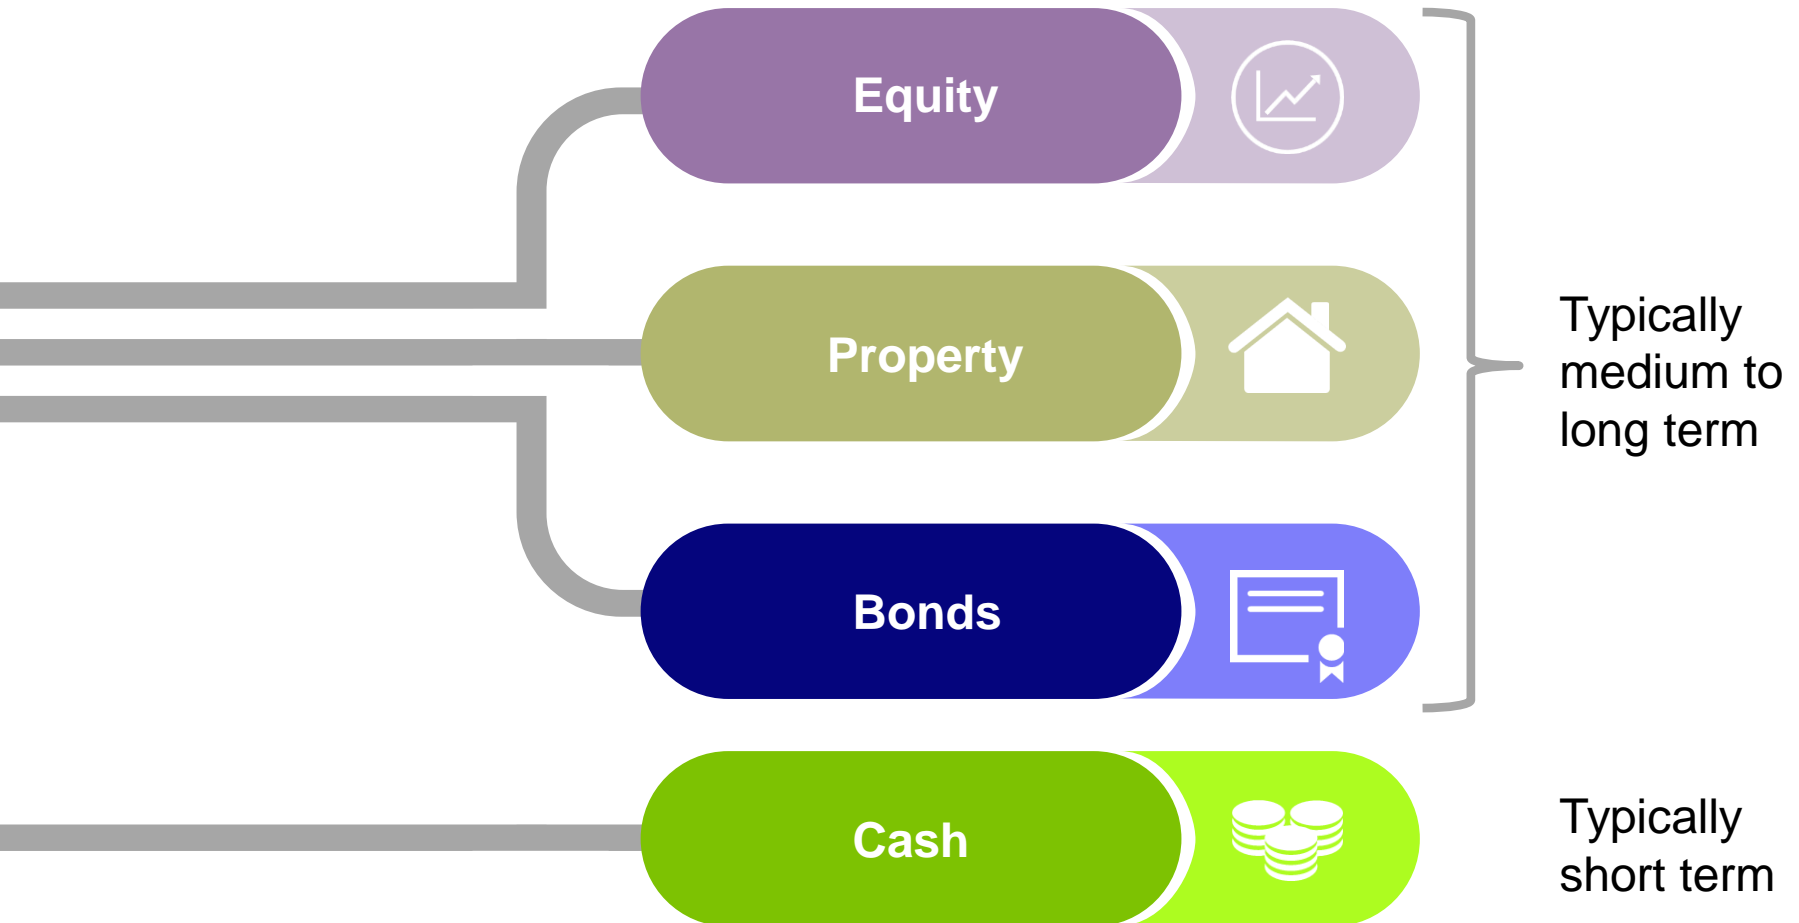 Equity
Property
Typically
medium to
long term
Bonds
Cash
Typically
short term